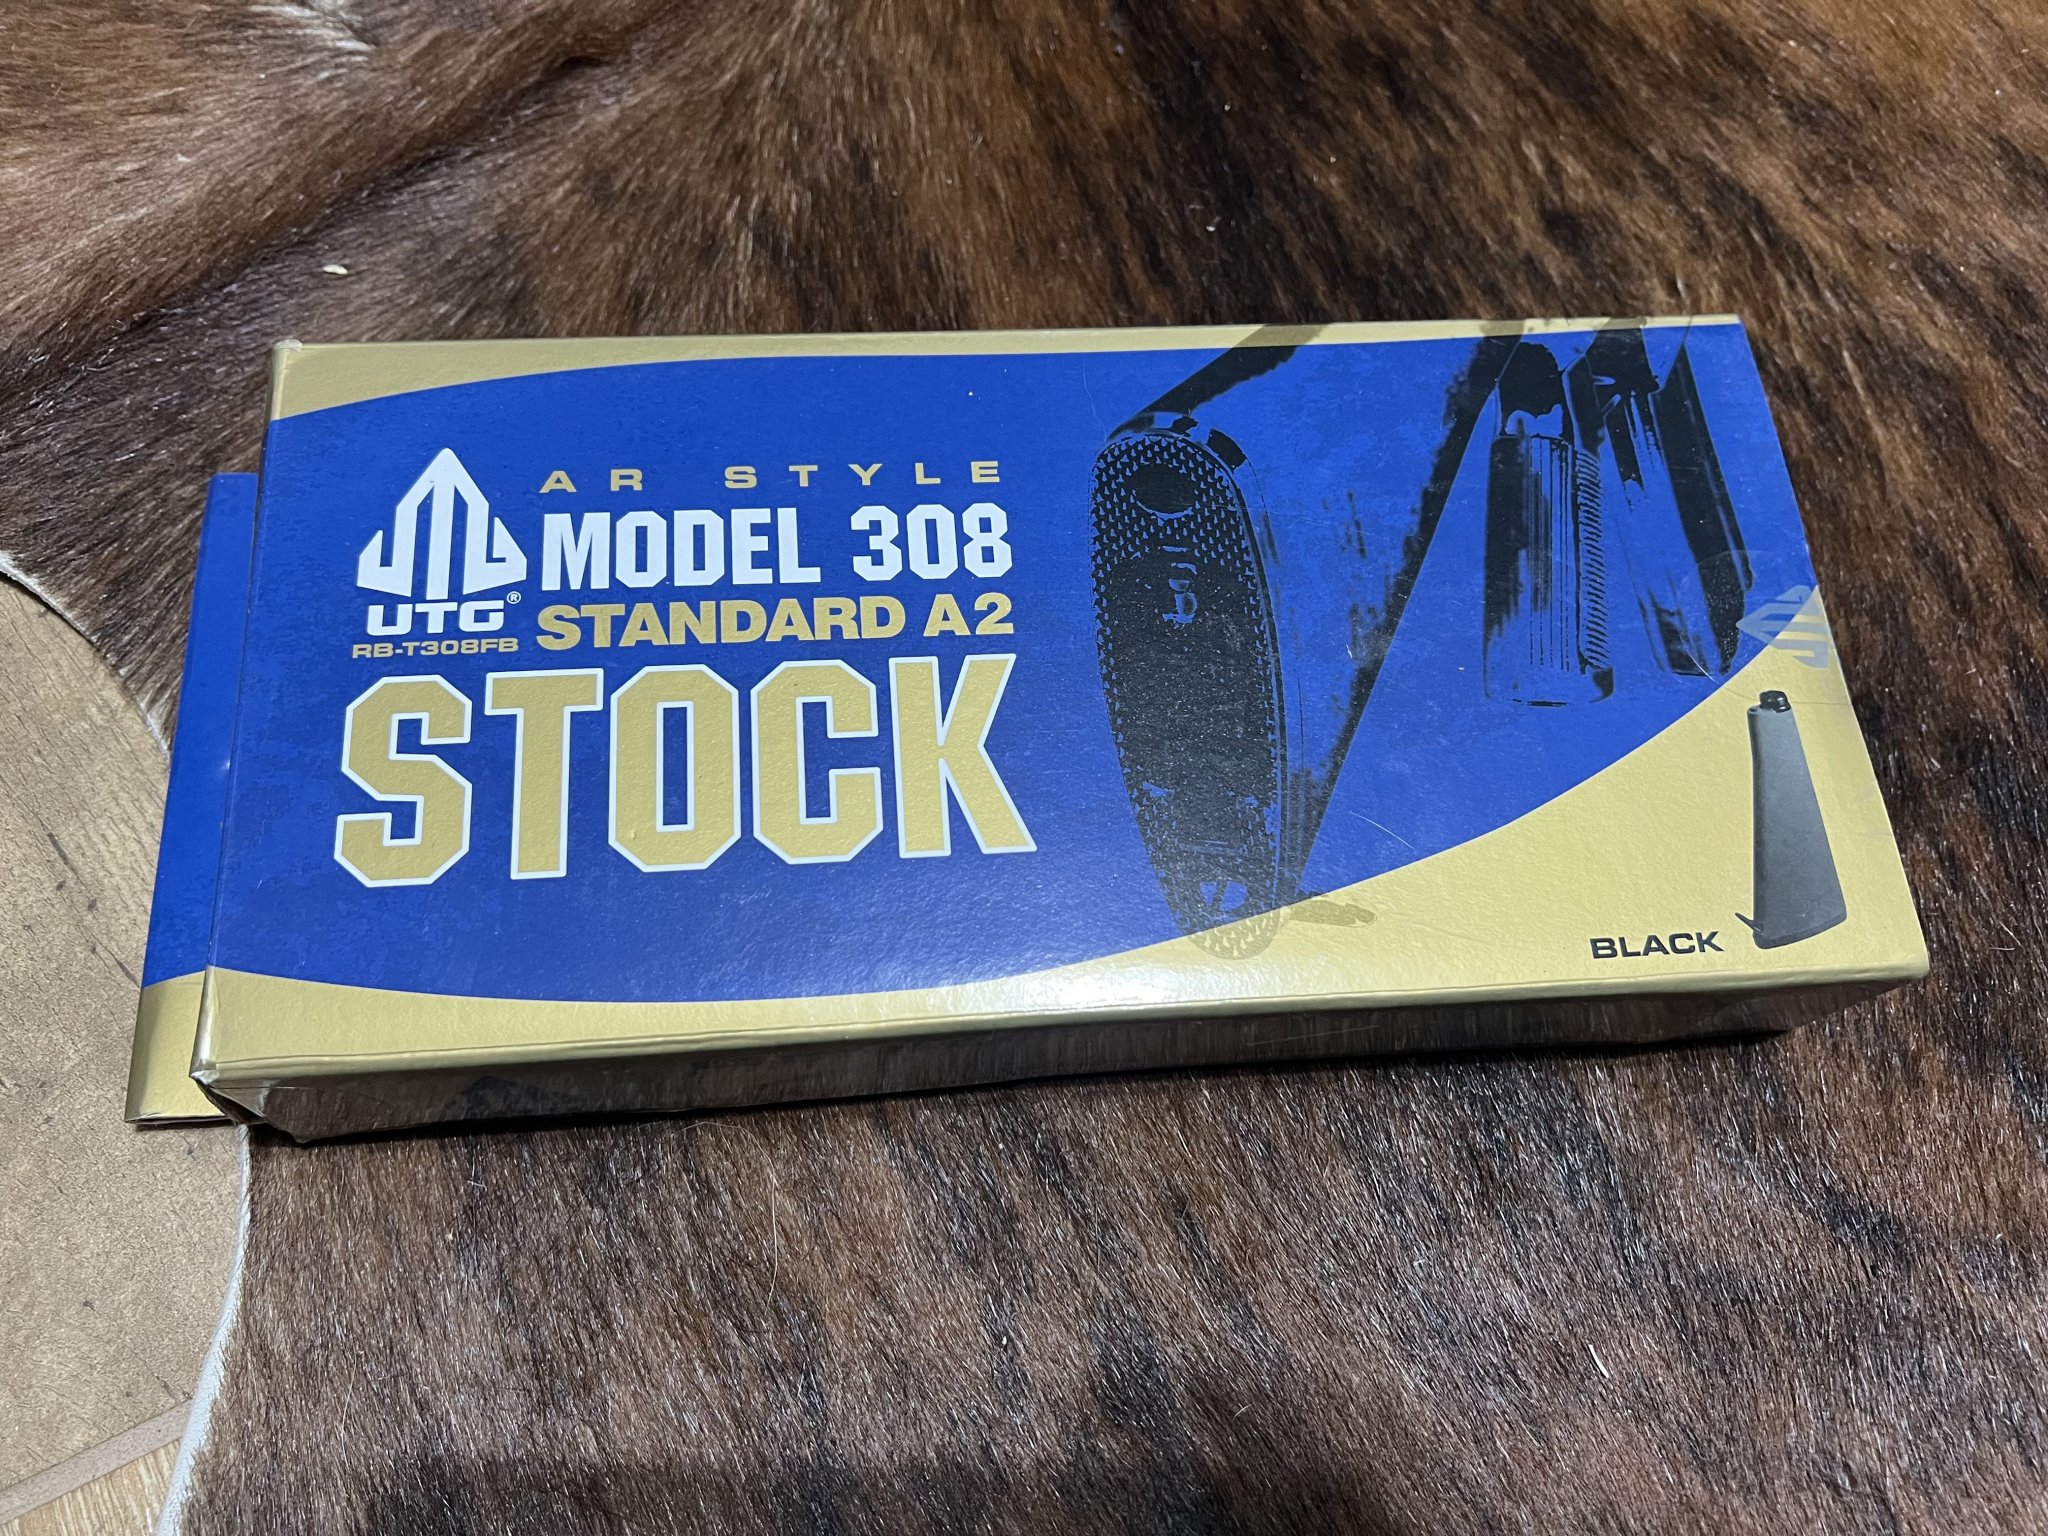 AR STYLE
MODEL 308
STANDARD A2
UTG®
RB-T308FB
STOCK
BLACK